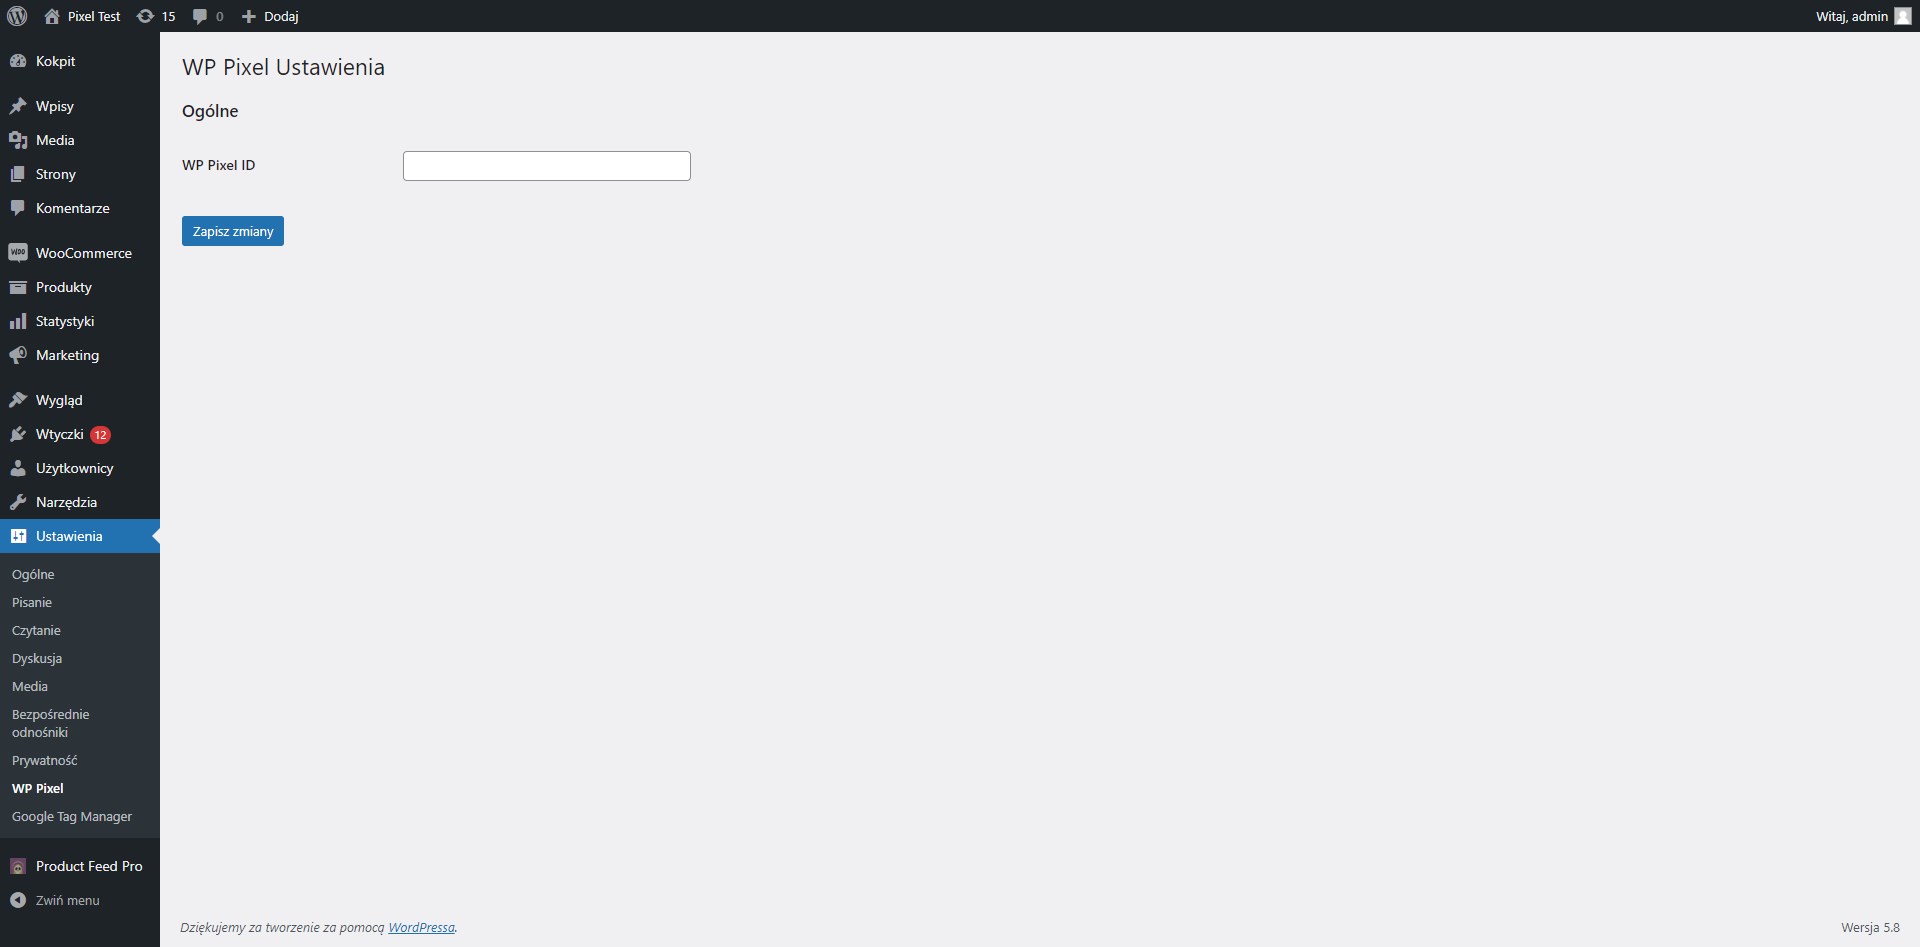 Pixel Test
15
0
Dodaj
Witaj, admin
Kokpit
Wpisy
Media
Strony
Komentarze
WOO
WooCommerce
Produkty
Statystyki
Marketing
Wygląd
Wtyczki 12
Użytkownicy
Narzędzia
Ustawienia
Ogólne
Pisanie
Czytanie
Dyskusja
Media
Bezpośrednie
odnośniki
Prywatność
WP Pixel
Google Tag Manager
Product Feed Pro
Zwiń menu
WP Pixel Ustawienia
Ogólne
WP Pixel ID
Zapisz zmiany
Dziękujemy za tworzenie za pomocą WordPressa.
Wersja 5.8